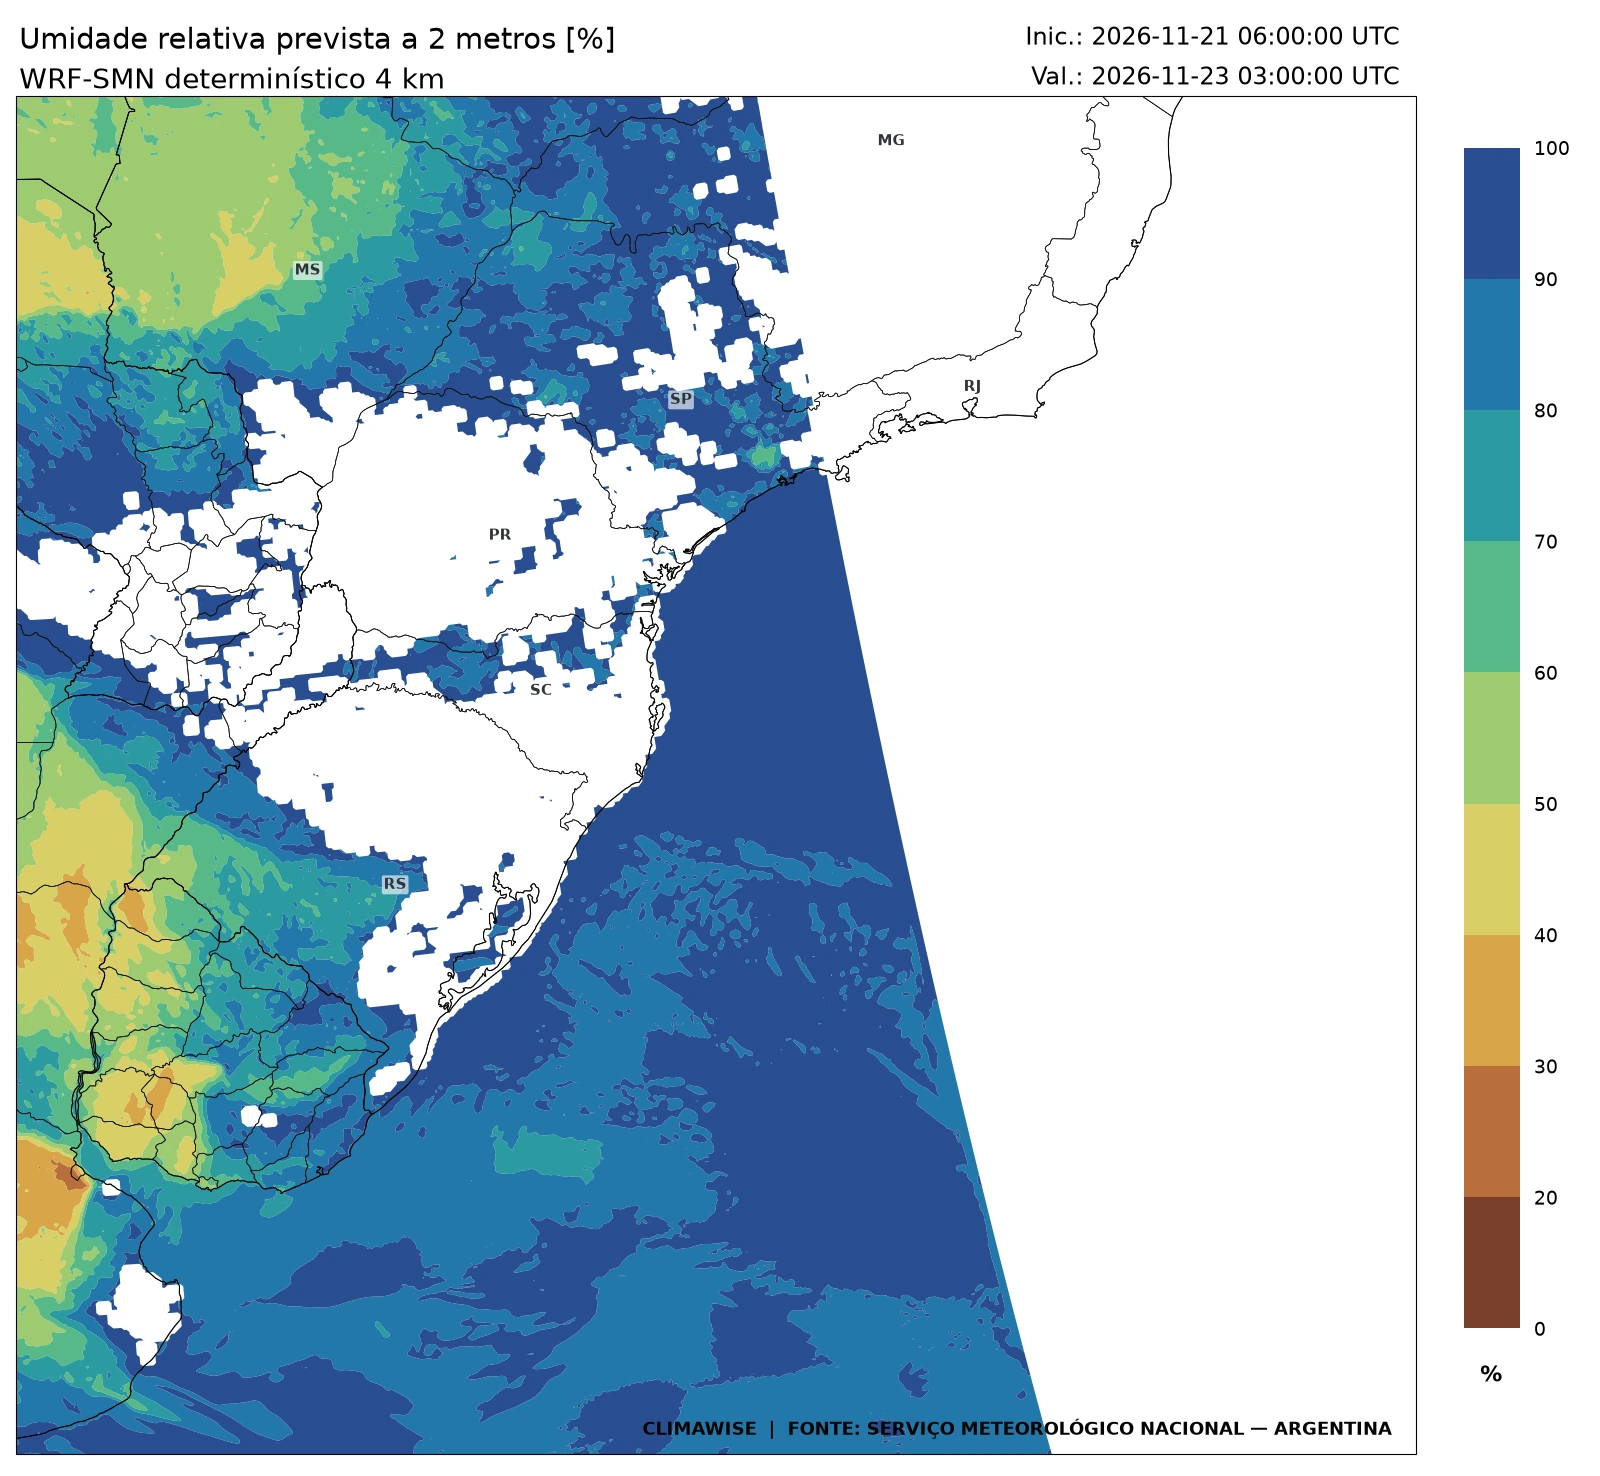 Umidade relativa prevista a 2 metros [%]
Inic.: 2026-11-21 06:00:00 UTC
WRF-SMN determinístico 4 km
Val.: 2026-11-23 03:00:00 UTC
MG
MS
RJ
SP
PR
SC
RS
100
90
80
70
60
50
40
30
20
0
%
CLIMAWISE | FONTE: SERVIÇO METEOROLÓGICO NACIONAL — ARGENTINA